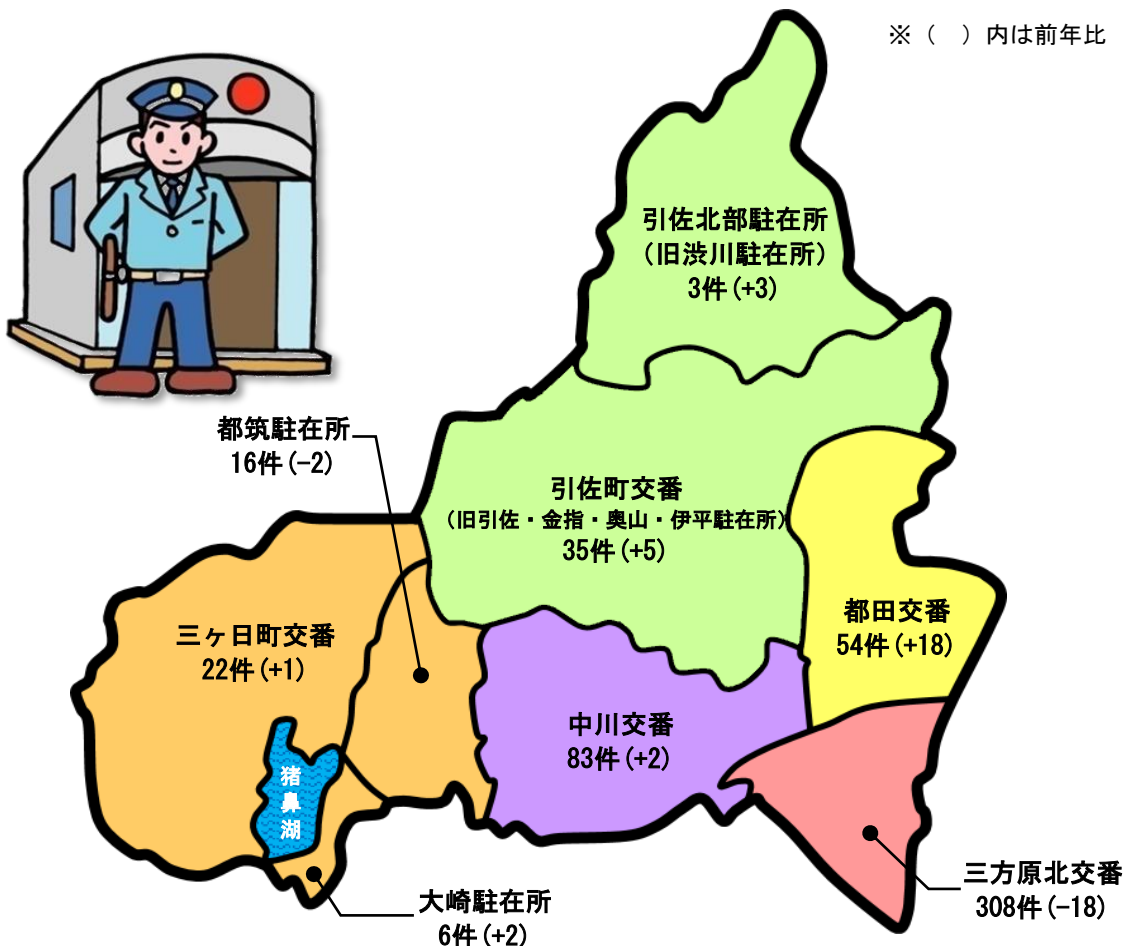 ※（　）内は前年比
引佐北部駐在所
（旧渋川駐在所）
3件(+3)
都筑駐在所
16件(-2)
引佐町交番
（旧引佐・金指・奥山・伊平駐在所）
35件(+5)
都田交番
54件(+18)
三ヶ日町交番
22件(+1)
中川交番
83件(+2)
猪鼻湖
三方原北交番
308件(-18)
大崎駐在所
6件(+2)